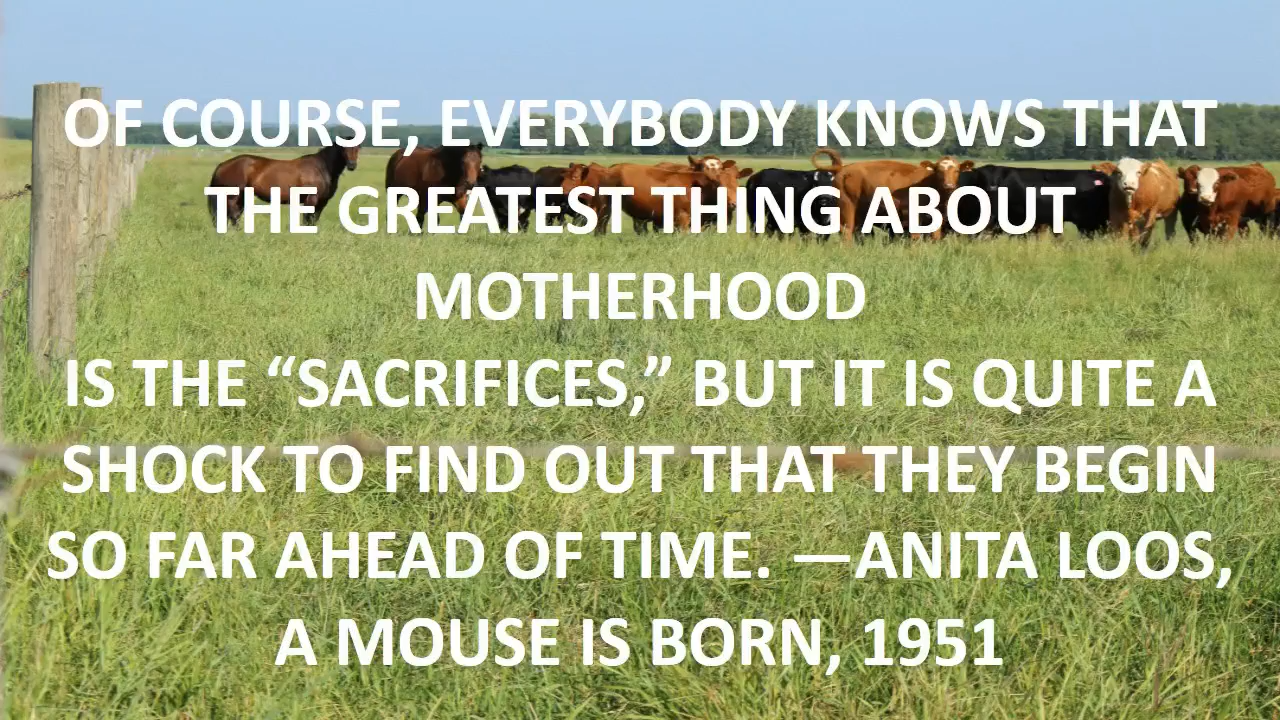 OF COURSE, EVERYBODY KNOWS THAT
THE GREATEST THING ABOUT
MOTHERHOOD
IS THE “SACRIFICES,” BUT IT IS QUITE A
SHOCK TO FIND OUT THAT THEY BEGIN
SO FAR AHEAD OF TIME. —ANITA LOOS,
A MOUSE IS BORN, 1951